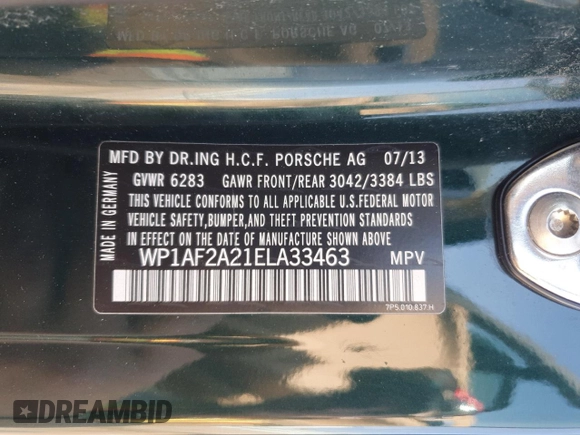 MFD BY DR.ING H.C.F. PORSCHE AG 07/13
GVWR 6283 GAWR FRONT/REAR 3042/3384 LBS
THIS VEHICLE CONFORMS TO ALL APPLICABLE U.S.FEDERAL MOTOR
VEHICLE SAFETY,BUMPER,AND THEFT PREVENTION STANDARDS
IN EFFECT ON THE DATE OF MANUFACTURE SHOWN ABOVE.
WP1AF2A21ELA33463 MPV
7P5.010.837.H
MADE IN GERMANY
DREAMBID